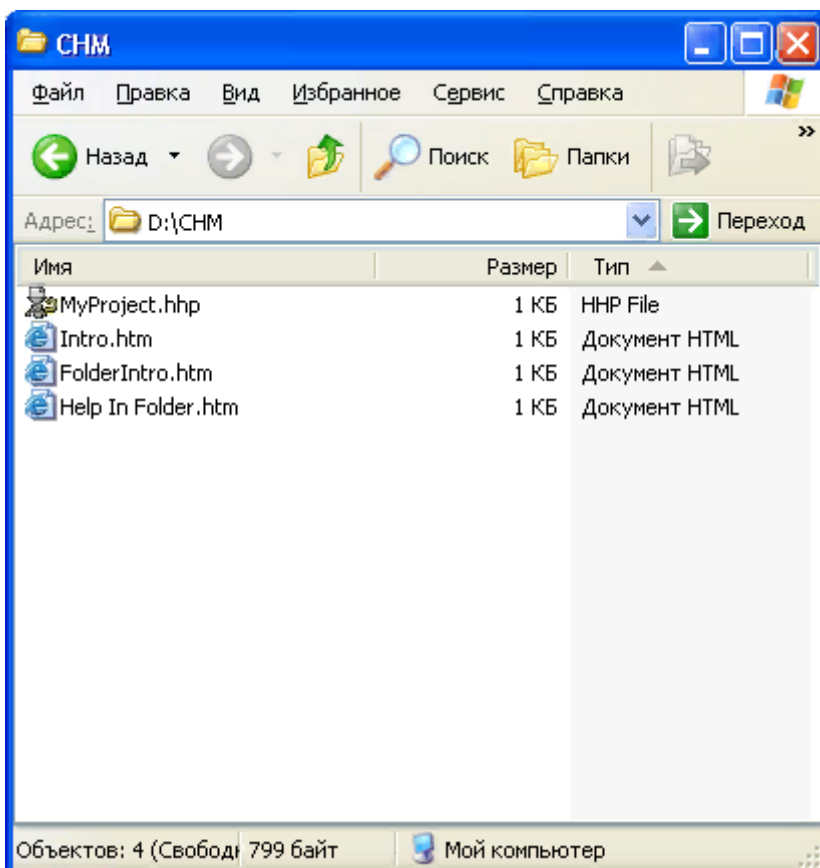 CHM
Файл Правка Вид Избранное Сервис Справка
Назад Поиск Папки »
Адрес: D:\CHM Переход
Имя Размер Тип
MyProject.hhp 1 КБ HHP File
Intro.htm 1 КБ Документ HTML
FolderIntro.htm 1 КБ Документ HTML
Help In Folder.htm 1 КБ Документ HTML
Объектов: 4 (Свободн 799 байт Мой компьютер